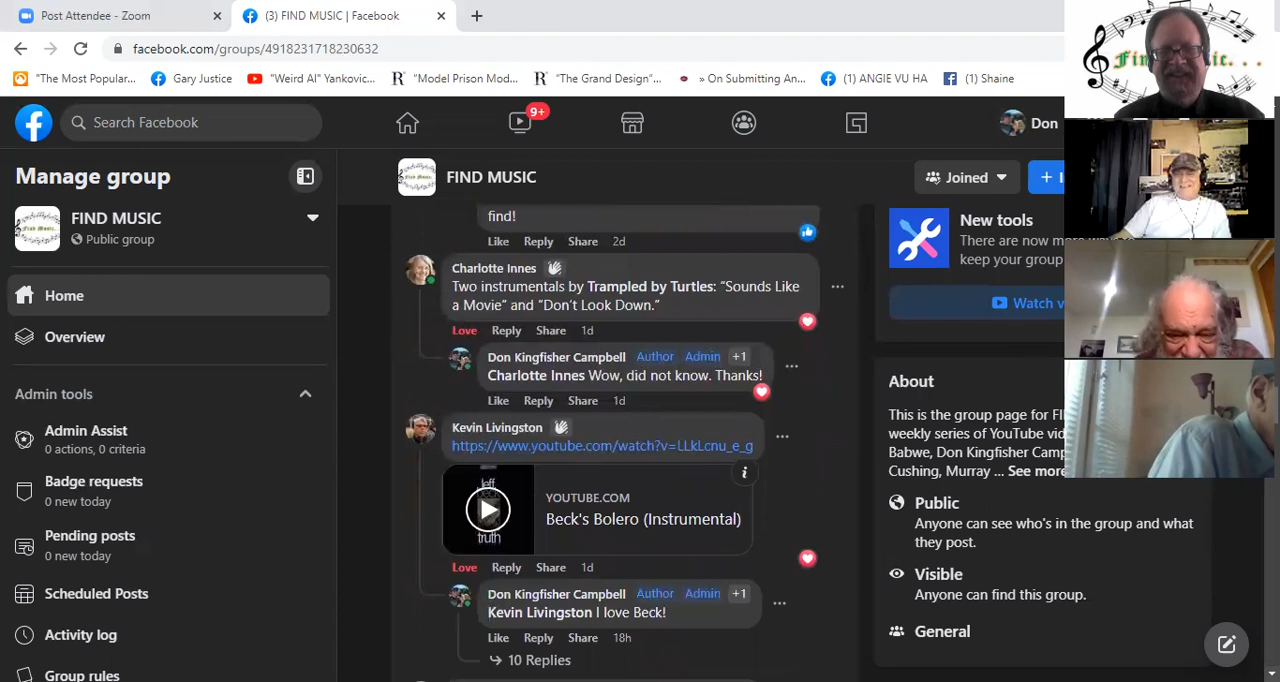 Post Attendee - Zoom
(3) FIND MUSIC | Facebook
facebook.com/groups/4918231718230632
"The Most Popular...
Gary Justice
"Weird Al" Yankovic...
"Model Prison Mod...
"The Grand Design"...
» On Submitting An...
(1) ANGIE VU HA
(1) Shaine
Search Facebook
9+
Don
Manage group
FIND MUSIC
Public group
Home
Overview
Admin tools
Admin Assist
0 actions, 0 criteria
Badge requests
0 new today
Pending posts
0 new today
Scheduled Posts
Activity log
Group rules
FIND MUSIC
Joined
find!
Like Reply Share 2d
Charlotte Innes
Two instrumentals by Trampled by Turtles: “Sounds Like
a Movie” and “Don’t Look Down.”
Love Reply Share 1d
Don Kingfisher Campbell Author Admin +1
Charlotte Innes Wow, did not know. Thanks!
Like Reply Share 1d
Kevin Livingston
https://www.youtube.com/watch?v=LLkLcnu_e_g
Jeff
Beck
truth
YOUTUBE.COM
Beck's Bolero (Instrumental)
Love Reply Share 1d
Don Kingfisher Campbell Author Admin +1
Kevin Livingston I love Beck!
Like Reply Share 18h
10 Replies
New tools
There are now more
keep your group
Watch
About
This is the group page for
weekly series of YouTube
Babwe, Don Kingfisher
Cushing, Murray ... See more
Public
Anyone can see who's in the group and what
they post.
Visible
Anyone can find this group.
General